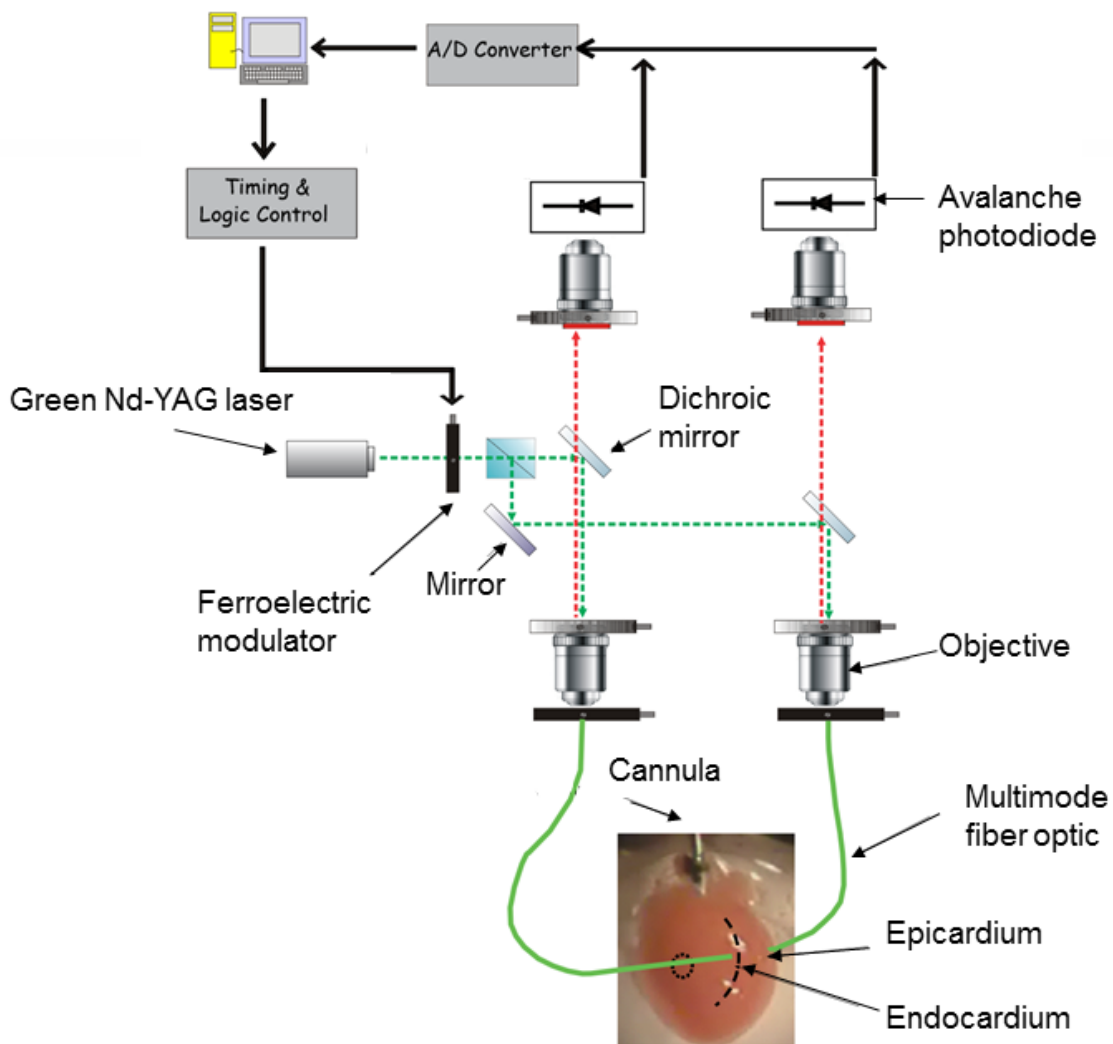 A/D Converter
Timing &
Logic Control
Avalanche
photodiode
Green Nd-YAG laser
Dichroic
mirror
Mirror
Ferroelectric
modulator
Objective
Cannula
Multimode
fiber optic
Epicardium
Endocardium